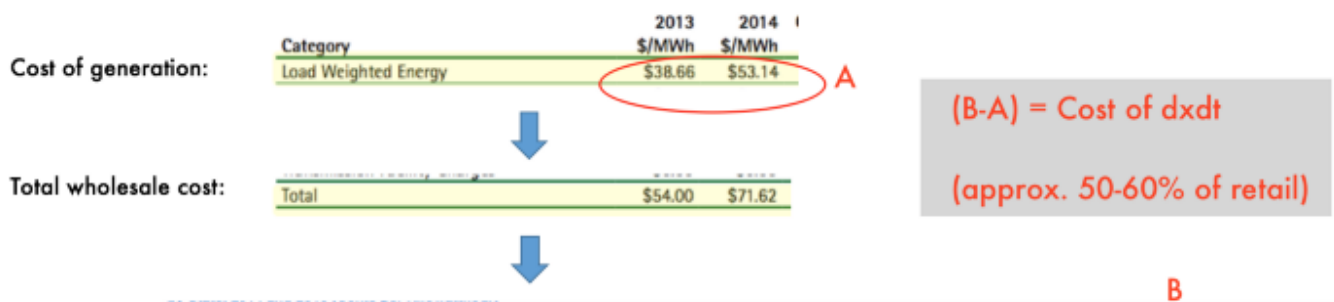 2013 2014
Category $/MWh $/MWh
Cost of generation: Load Weighted Energy $38.66 $53.14 A
(B-A) = Cost of dxdt
Total wholesale cost: Total $54.00 $71.62
(approx. 50-60% of retail)
B